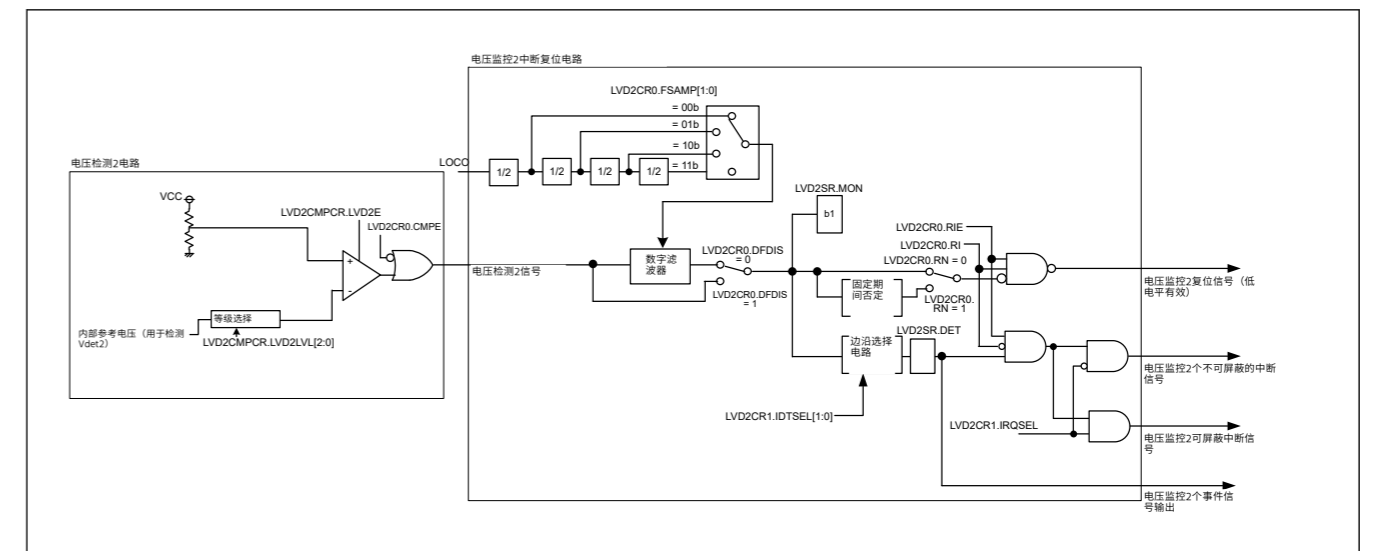 电压监控2中断复位电路
LVD2CR0.FSAMP[1:0]
= 00b
= 01b
= 10b
= 11b
LOCO
1/2
1/2
1/2
1/2
电压检测2电路
VCC
LVD2CMPCR.LVD2E
LVD2CR0.CMPE
+
-
等级选择
内部参考电压（用于检测
Vdet2）
LVD2CMPCR.LVD2LVL[2:0]
电压检测2信号
数字滤
波器
LVD2CR0.DFDIS
= 0
LVD2CR0.DFDIS
= 1
LVD2SR.MON
b1
LVD2CR0.RIE
LVD2CR0.RI
LVD2CR0.RN = 0
固定期
间否定
LVD2CR0.
RN = 1
电压监控2复位信号（低
电平有效）
LVD2SR.DET
边沿选择
电路
LVD2CR1.IDTSEL[1:0]
电压监控2个不可屏蔽的中断
信号
LVD2CR1.IRQSEL
电压监控2可屏蔽中断信
号
电压监控2个事件信
号输出